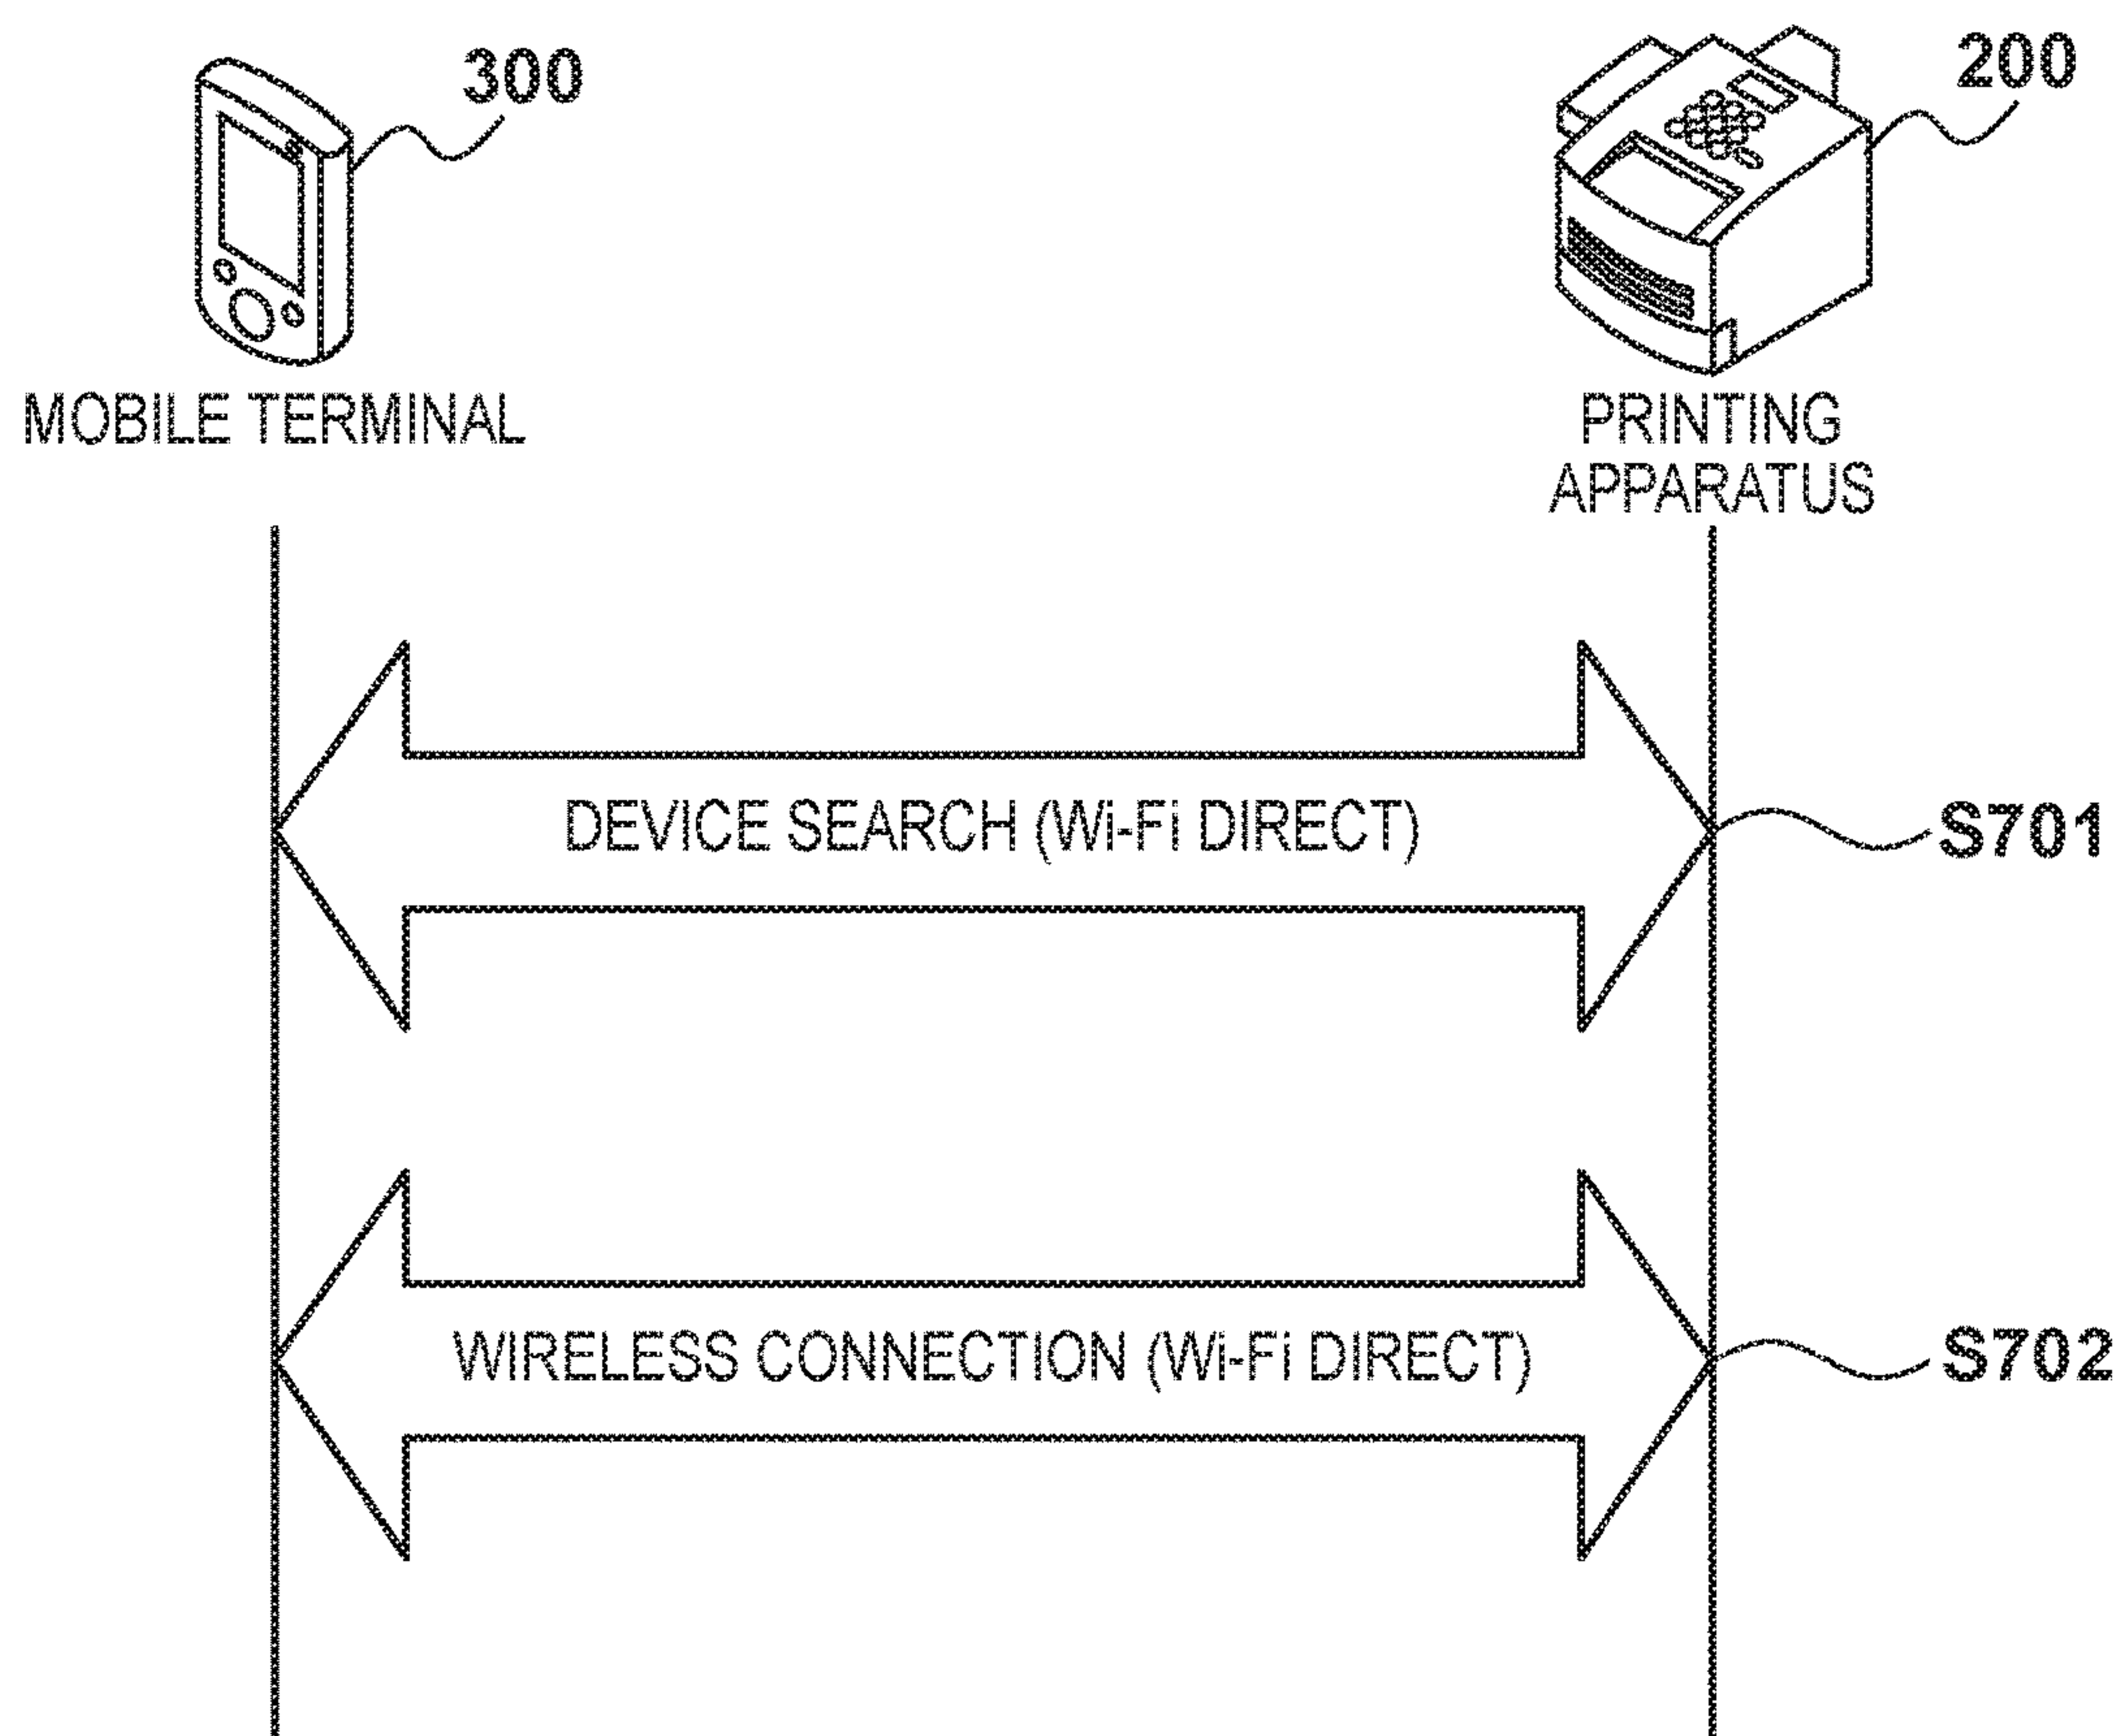 300
200
MOBILE TERMINAL
PRINTING
APPARATUS
DEVICE SEARCH (Wi-Fi DIRECT)
S701
WIRELESS CONNECTION (Wi-Fi DIRECT)
S702